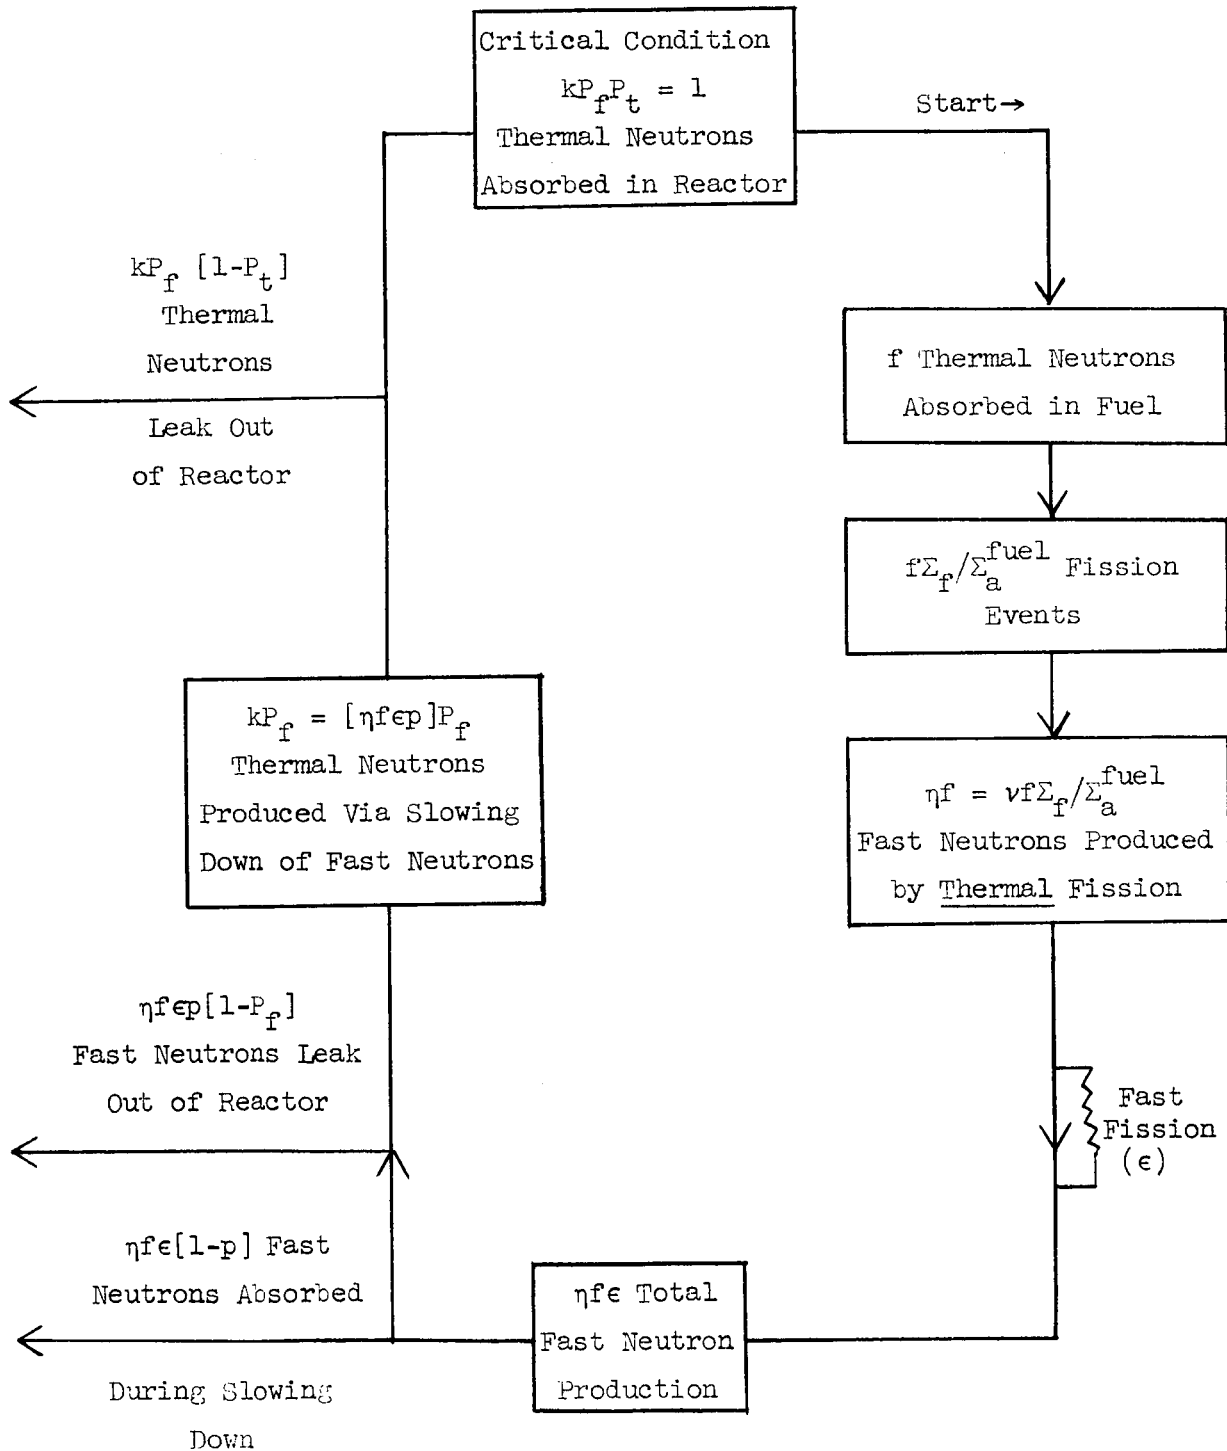 Critical Condition
kP_f P_t = 1
Thermal Neutrons
Absorbed in Reactor
Start→
f Thermal Neutrons
Absorbed in Fuel
fΣ_f/Σ_a^fuel Fission
Events
ηf = νfΣ_f/Σ_a^fuel
Fast Neutrons Produced
by Thermal Fission
Fast
Fission
(ϵ)
ηfϵ Total
Fast Neutron
Production
ηfϵ[1-p] Fast
Neutrons Absorbed
During Slowing
Down
ηfϵp[1-P_f]
Fast Neutrons Leak
Out of Reactor
kP_f = [ηfϵp]P_f
Thermal Neutrons
Produced Via Slowing
Down of Fast Neutrons
kP_f [1-P_t]
Thermal
Neutrons
Leak Out
of Reactor